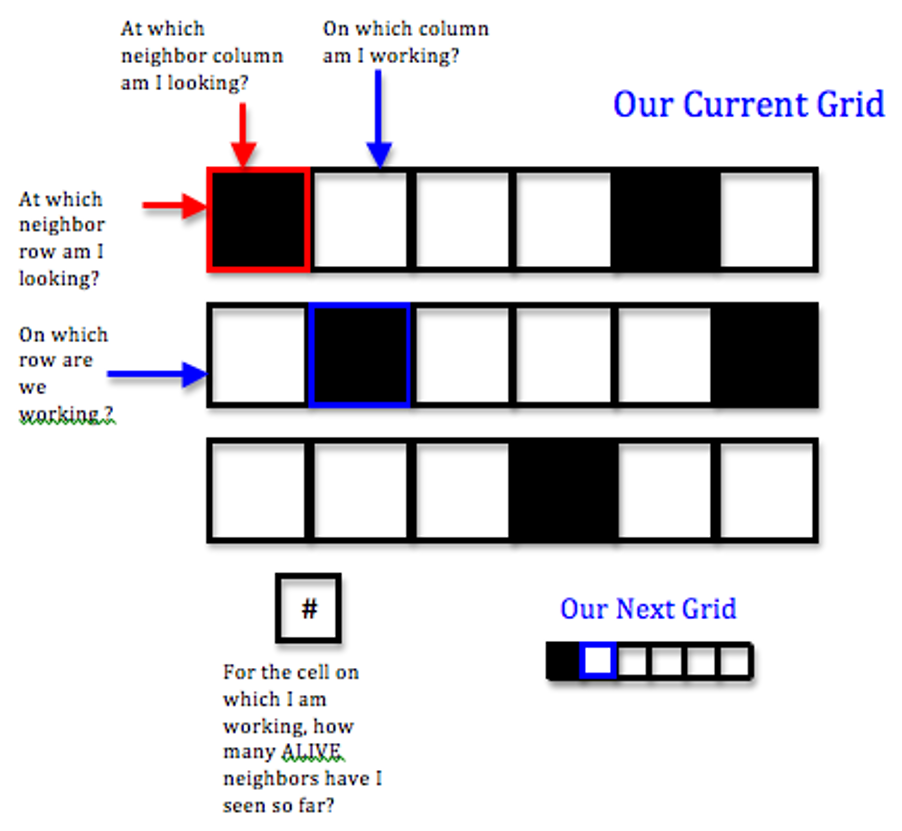 At which
neighbor column
am I looking?
On which column
am I working?
Our Current Grid
At which
neighbor
row am I
looking?
On which
row are
we
working ?
#
For the cell on
which I am
working, how
many ALIVE
neighbors have I
seen so far?
Our Next Grid